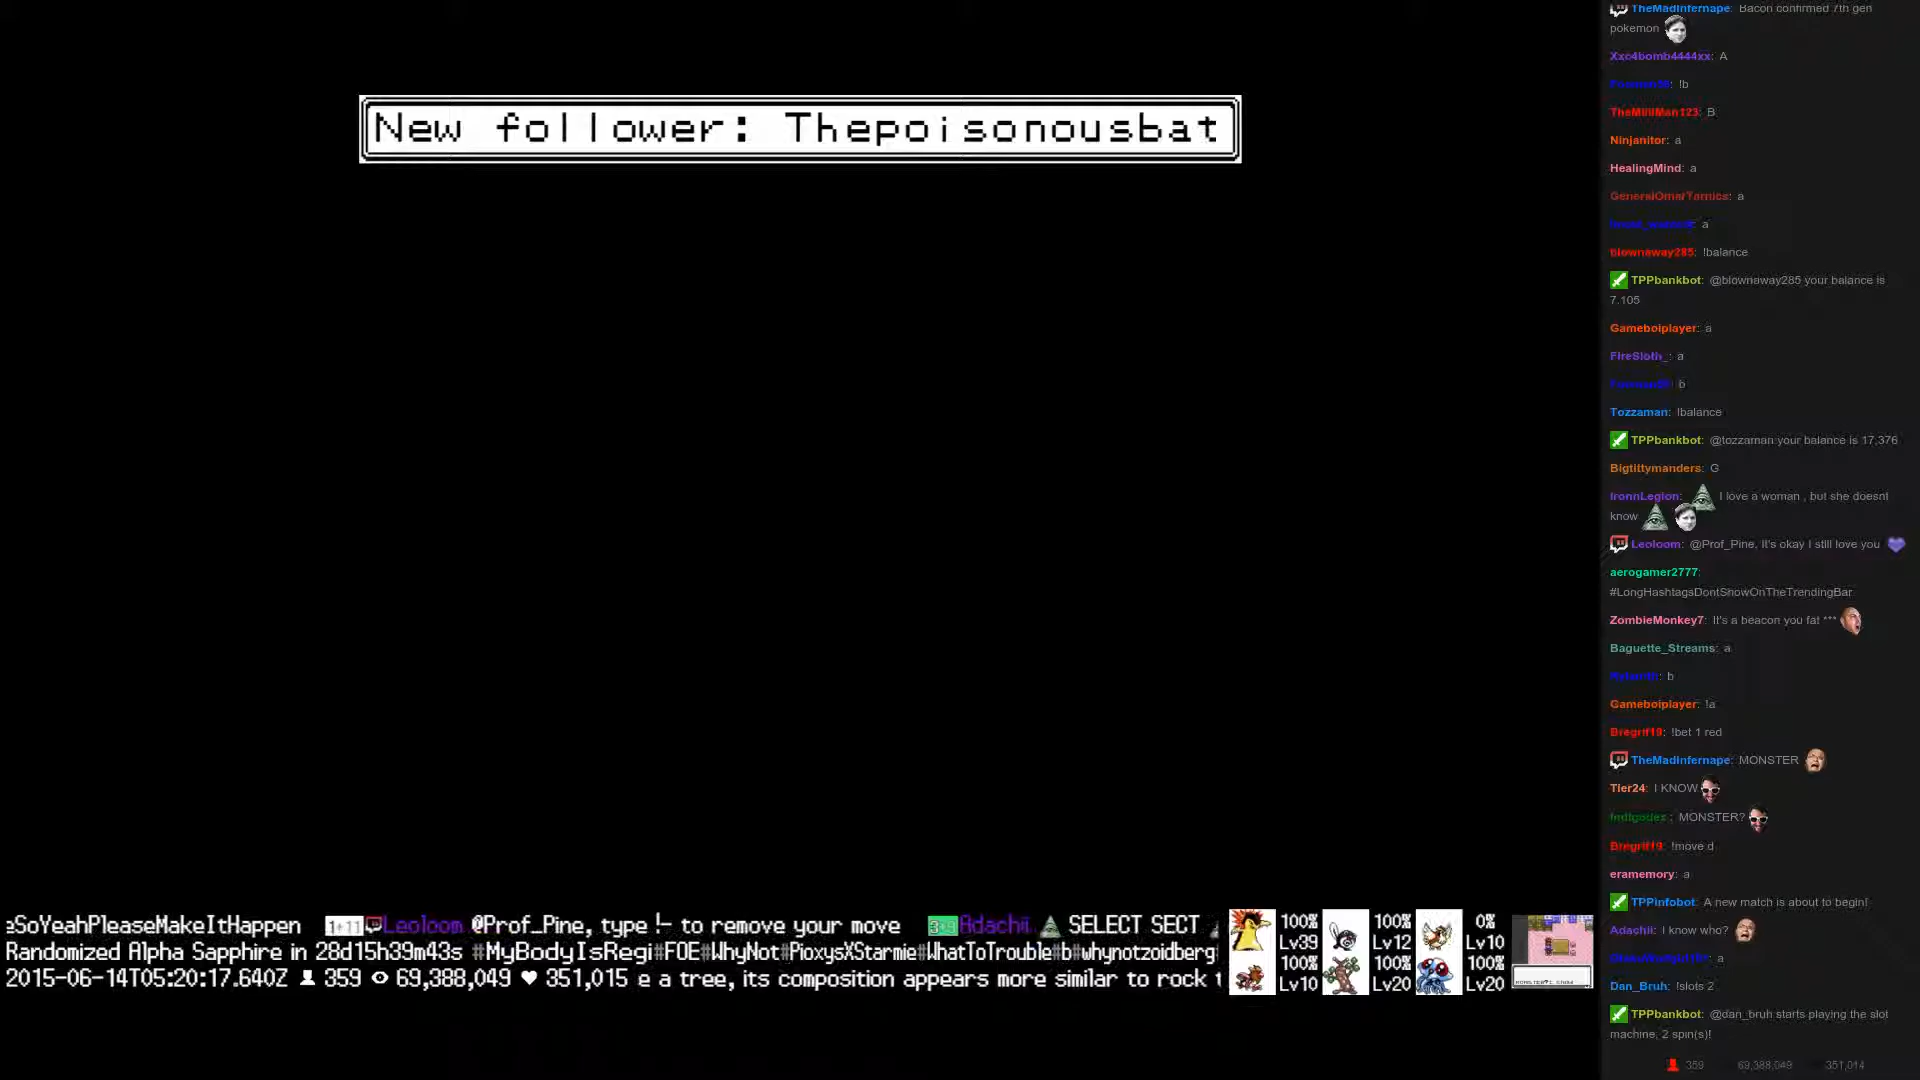 New follower: Thepoisonousbat
TheMadInfernape: Bacon confirmed 7th gen
pokemon
Xxc4bomb4444xx: A
!b
TheMilliMan123: B
Ninjanitor: a
HealingMind: a
GeneralOmarYarnics: a
a
blownaway285: !balance
TPPbankbot: @blownaway285 your balance is
7,105
Gameboiplayer: a
FireSloth_: a
b
Tozzaman: !balance
TPPbankbot: @tozzaman your balance is 17,376
Bigtittymanders: G
IronnLegion: I love a woman , but she doesnt
know
Leoloom: @Prof_Pine, It's okay I still love you
aerogamer2777:
#LongHashtagsDontShowOnTheTrendingBar
ZombieMonkey7: It's a beacon you fat ***
Baguette_Streams: a
b
Gameboiplayer: !a
Bregrif19: !bet 1 red
TheMadInfernape: MONSTER
Tier24: I KNOW
MONSTER?
Bregrif19: !move d
eramemory: a
TPPinfobot: A new match is about to begin!
Adachii: I know who?
a
Dan_Bruh: !slots 2
TPPbankbot: @dan_bruh starts playing the slot
machine, 2 spin(s)!
359 69,388,049 351,014
eSoYeahPleaseMakeItHappen 1+11 Leoloom @Prof_Pine, type !- to remove your move Adachii SELECT SECT
Randomized Alpha Sapphire in 28d15h39m43s #MyBodyIsRegi#FOE#WhyNot#PioxysXStarmie#WhatToTrouble#b#whynotzoidberg
2015-06-14T05:20:17.640Z 359 69,388,049 351,015 e a tree, its composition appears more similar to rock t
100% 100% 0%
Lv39 Lv12 Lv10
100% 100% 100%
Lv10 Lv20 Lv20